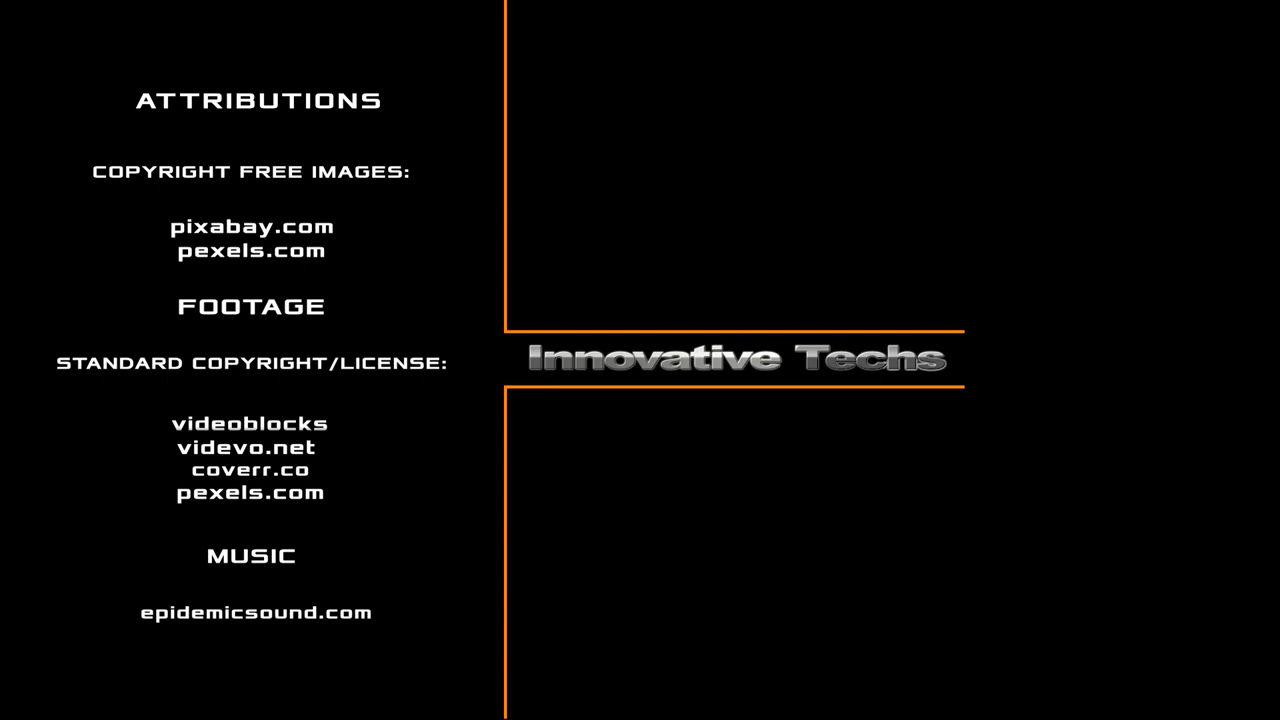 ATTRIBUTIONS
COPYRIGHT FREE IMAGES:
pixabay.com
pexels.com
FOOTAGE
STANDARD COPYRIGHT/LICENSE:
videoblocks
videvo.net
coverr.co
pexels.com
MUSIC
epidemicsound.com
Innovative Techs